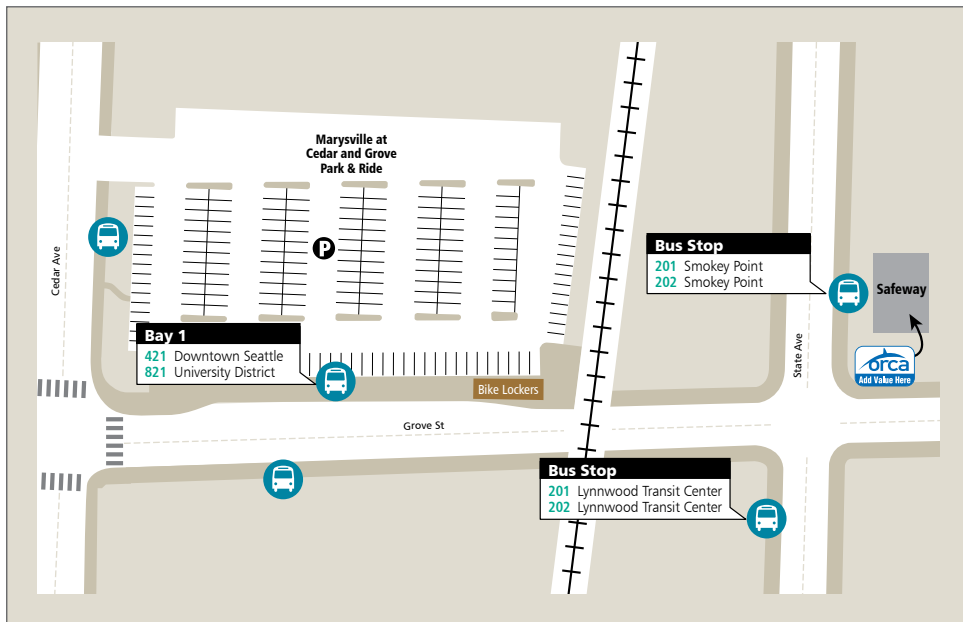 Marysville at
Cedar and Grove
Park & Ride
P
Cedar Ave
Bus Stop
201 Smokey Point
202 Smokey Point
Safeway
orca
Add Value Here
State Ave
Bay 1
421 Downtown Seattle
821 University District
Bike Lockers
Grove St
Bus Stop
201 Lynnwood Transit Center
202 Lynnwood Transit Center